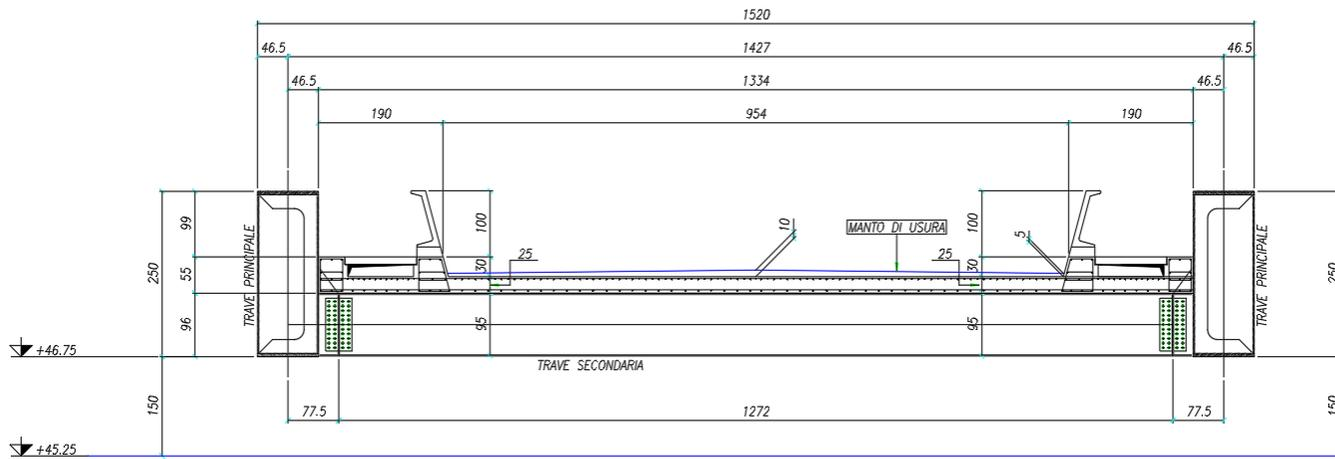 1520
46.5 1427 46.5
46.5 1334 46.5
190 954 190
99 100 10 MANTO DI USURA 5 100
TRAVE PRINCIPALE TRAVE PRINCIPALE
250 55 30 25 25 30 250
96 95 95
+46.75
TRAVE SECONDARIA
150 77.5 1272 77.5 150
+45.25